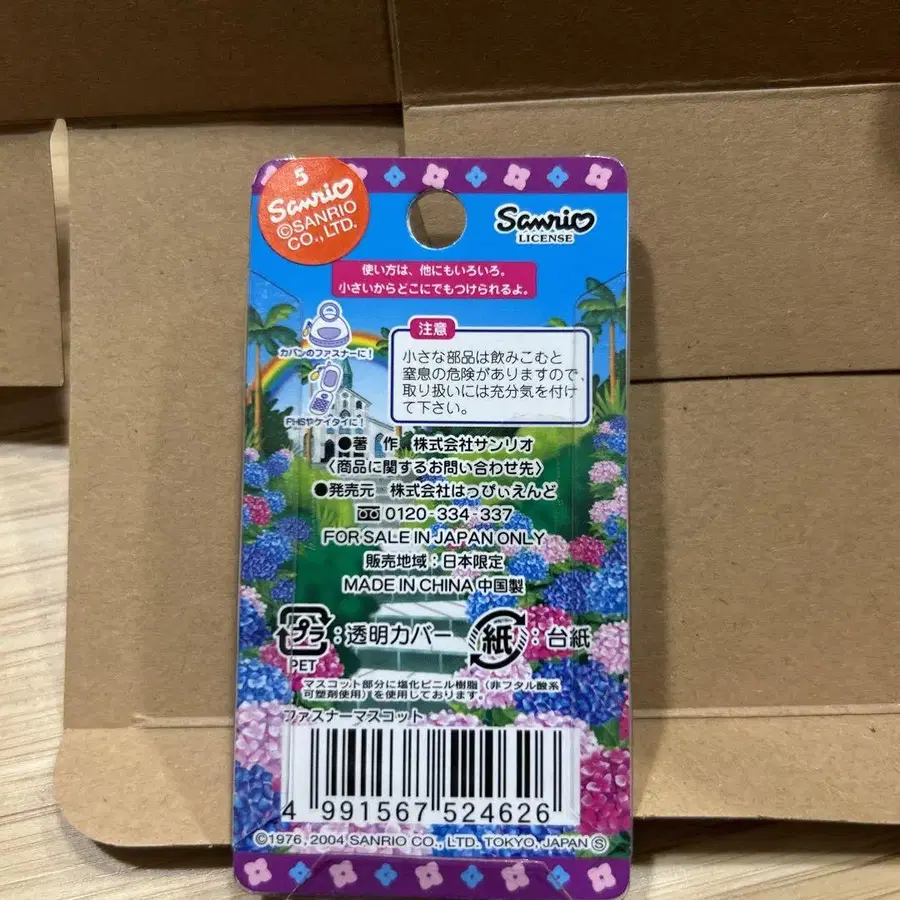 5
Sanrio
©SANRIO
CO., LTD.
Sanrio
LICENSE
使い方は、他にもいろいろ。
小さいからどこにでもつけられるよ。
カバンのファスナーに!
PHSやケイタイに!
注意
小さな部品は飲みこむと
窒息の危険がありますので、
取り扱いには充分気を付け
て下さい。
●著 作 株式会社サンリオ
〈商品に関するお問い合わせ先〉
●発売元 株式会社はっぴぃえんど
0120-334-337
FOR SALE IN JAPAN ONLY
販売地域:日本限定
MADE IN CHINA 中国製
プラ:透明カバー
PET
紙:台紙
マスコット部分に塩化ビニル樹脂(非フタル酸系
可塑剤使用)を使用しております。
ファスナーマスコット
4 991567 524626
©1976, 2004 SANRIO CO., LTD. TOKYO, JAPAN Ⓢ